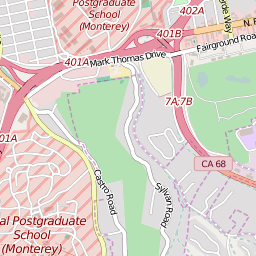 402A
Postgraduate
School
(Monterey)
401B
401A
Mark Thomas Drive
Fairground Road
7A;7B
401A
CA 68
Castro Road
Sylvan Road
al Postgraduate
School
(Monterey)